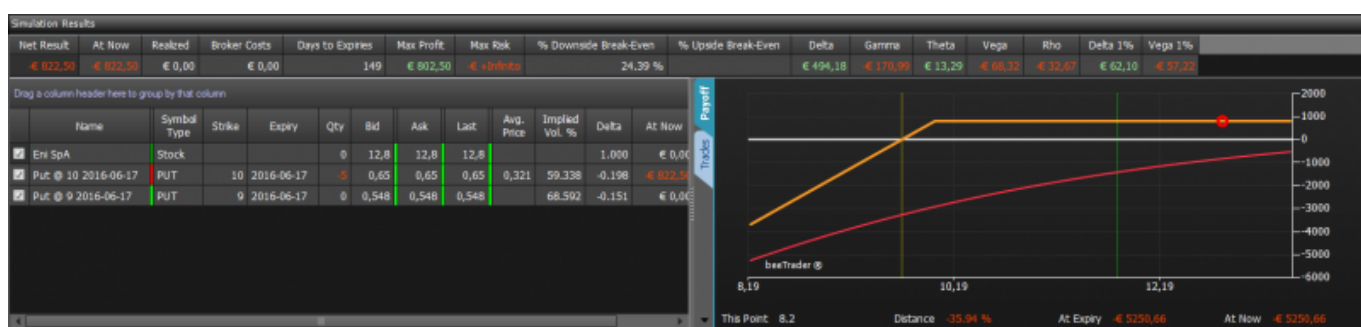 Simulation Results
Net Result At Now Realized Broker Costs Days to Expiries Max Profit Max Risk % Downside Break-Even % Upside Break-Even Delta Gamma Theta Vega Rho Delta 1% Vega 1%
-€ 822,50 -€ 822,50 € 0,00 € 0,00 149 € 802,50 -€ +Infinito 24.39 % € 494,18 -€ 170,99 € 13,29 -€ 68,32 -€ 32,67 € 62,10 -€ 57,22
Drag a column header here to group by that column
Name Symbol Type Strike Expiry Qty Bid Ask Last Avg. Price Implied Vol. % Delta At Now
Eni SpA Stock 0 12,8 12,8 12,8 1.000 € 0,00
Put @ 10 2016-06-17 PUT 10 2016-06-17 -5 0,65 0,65 0,65 0,321 59.338 -0.198 -€ 822,50
Put @ 9 2016-06-17 PUT 9 2016-06-17 0 0,548 0,548 0,548 68.592 -0.151 € 0,00
Payoff
Trades
2000
1000
0
-1000
-2000
-3000
-4000
-5000
-6000
beeTrader ®
8,19 10,19 12,19
This Point 8.2 Distance -35.94 % At Expiry -€ 5250,66 At Now -€ 5250,66